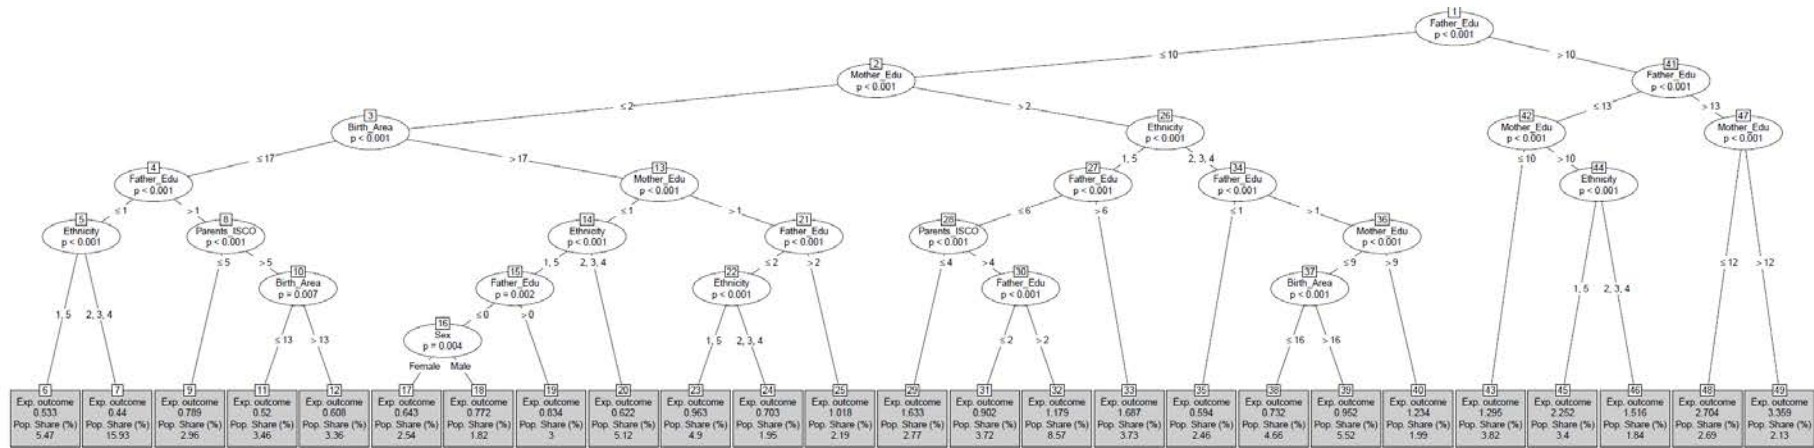 1
Father_Edu
p < 0.001
≤ 10
> 10
2
Mother_Edu
p < 0.001
41
Father_Edu
p < 0.001
≤ 2
> 2
≤ 13
> 13
3
Birth_Area
p < 0.001
26
Ethnicity
p < 0.001
42
Mother_Edu
p < 0.001
47
Mother_Edu
p < 0.001
≤ 17
> 17
1, 5
2, 3, 4
≤ 10
> 10
4
Father_Edu
p < 0.001
13
Mother_Edu
p < 0.001
27
Father_Edu
p < 0.001
34
Father_Edu
p < 0.001
44
Ethnicity
p < 0.001
≤ 1
> 1
≤ 1
> 1
≤ 6
> 6
≤ 1
> 1
5
Ethnicity
p < 0.001
8
Parents_ISCO
p < 0.001
14
Ethnicity
p < 0.001
21
Father_Edu
p < 0.001
28
Parents_ISCO
p < 0.001
36
Mother_Edu
p < 0.001
≤ 5
> 5
1, 5
2, 3, 4
≤ 2
> 2
≤ 4
> 4
≤ 9
> 9
≤ 12
> 12
10
Birth_Area
p = 0.007
15
Father_Edu
p = 0.002
22
Ethnicity
p < 0.001
30
Father_Edu
p < 0.001
37
Birth_Area
p < 0.001
1, 5
2, 3, 4
1, 5
2, 3, 4
≤ 0
> 0
16
Sex
p = 0.004
≤ 13
> 13
1, 5
2, 3, 4
≤ 2
> 2
≤ 16
> 16
Female
Male
6
Exp. outcome
0.533
Pop. Share (%)
5.47
7
Exp. outcome
0.44
Pop. Share (%)
15.93
9
Exp. outcome
0.789
Pop. Share (%)
2.96
11
Exp. outcome
0.52
Pop. Share (%)
3.46
12
Exp. outcome
0.608
Pop. Share (%)
3.36
17
Exp. outcome
0.643
Pop. Share (%)
2.54
18
Exp. outcome
0.772
Pop. Share (%)
1.82
19
Exp. outcome
0.834
Pop. Share (%)
3
20
Exp. outcome
0.622
Pop. Share (%)
5.12
23
Exp. outcome
0.963
Pop. Share (%)
4.9
24
Exp. outcome
0.703
Pop. Share (%)
1.95
25
Exp. outcome
1.018
Pop. Share (%)
2.19
29
Exp. outcome
1.633
Pop. Share (%)
2.77
31
Exp. outcome
0.902
Pop. Share (%)
3.72
32
Exp. outcome
1.179
Pop. Share (%)
8.57
33
Exp. outcome
1.687
Pop. Share (%)
3.73
35
Exp. outcome
0.594
Pop. Share (%)
2.46
38
Exp. outcome
0.732
Pop. Share (%)
4.66
39
Exp. outcome
0.952
Pop. Share (%)
5.52
40
Exp. outcome
1.234
Pop. Share (%)
1.99
43
Exp. outcome
1.295
Pop. Share (%)
3.82
45
Exp. outcome
2.252
Pop. Share (%)
3.4
46
Exp. outcome
1.516
Pop. Share (%)
1.84
48
Exp. outcome
2.704
Pop. Share (%)
2.69
49
Exp. outcome
3.359
Pop. Share (%)
2.13